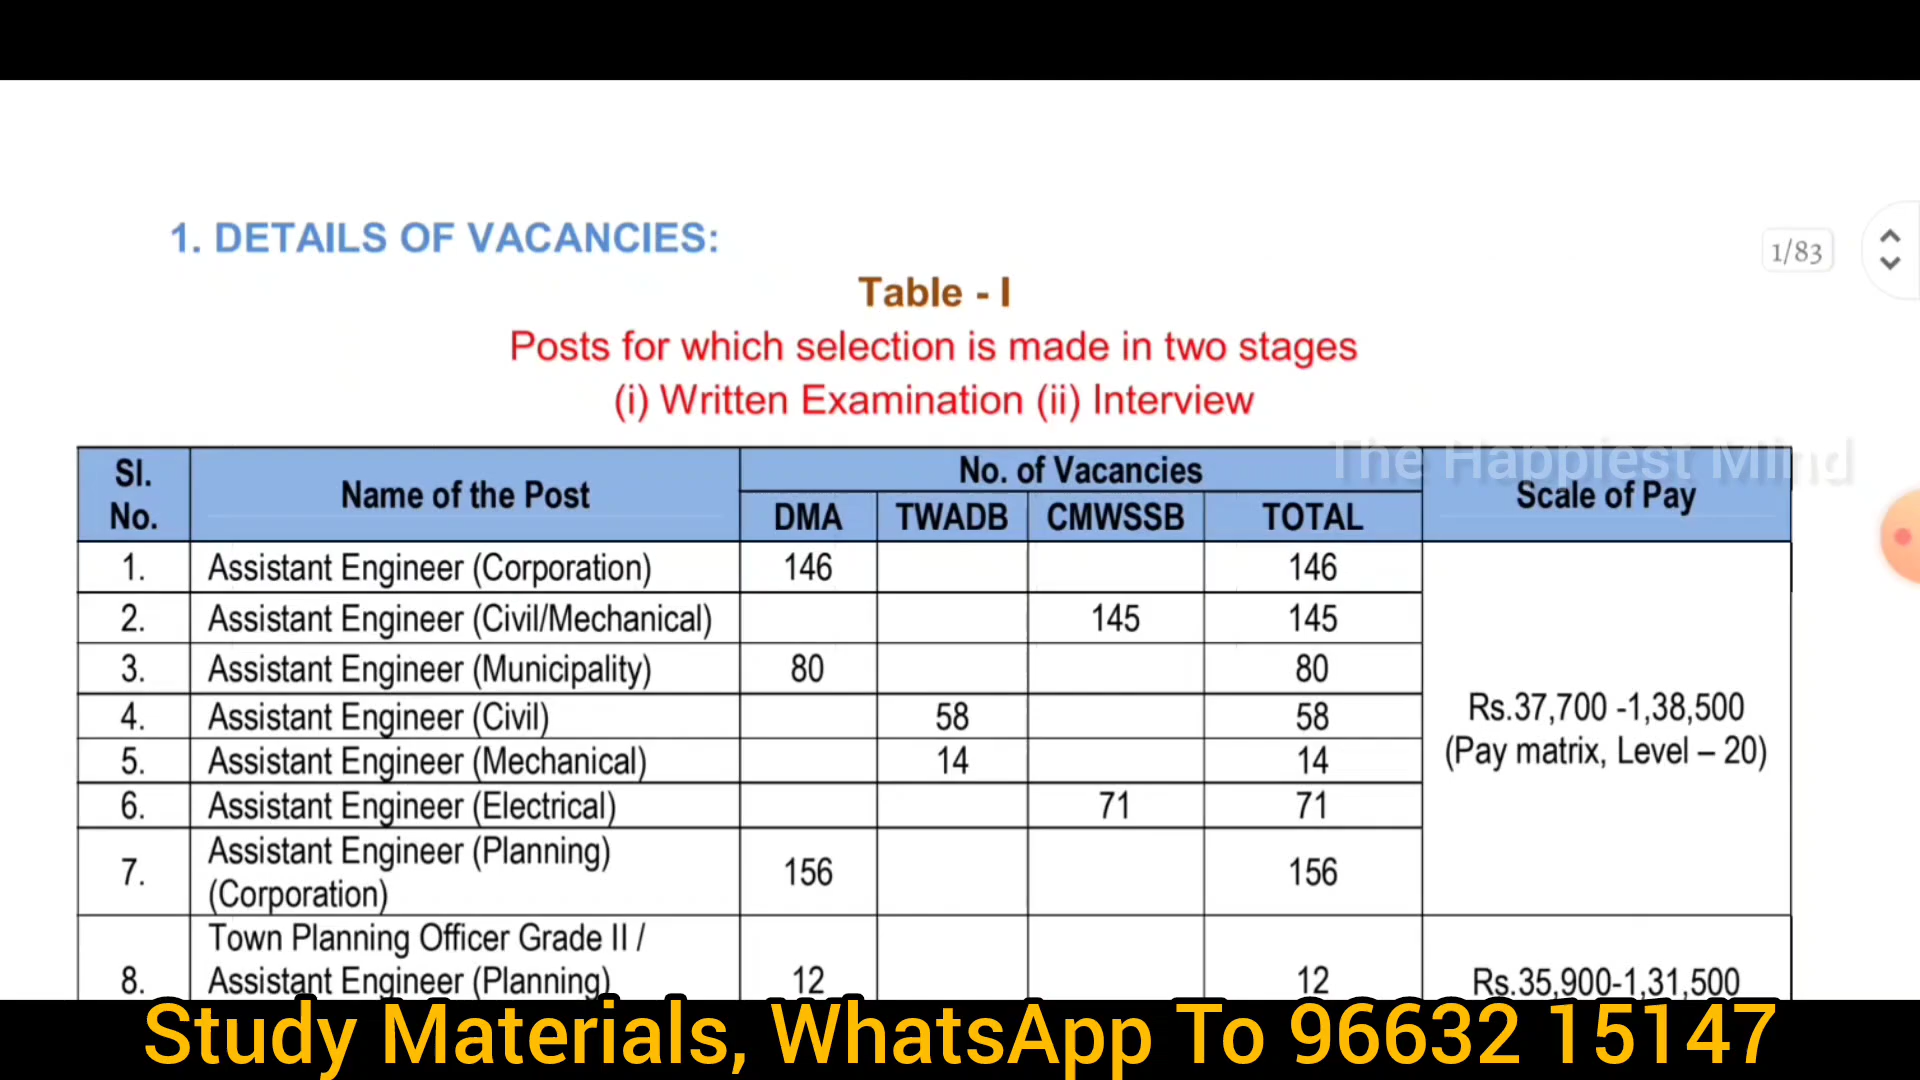 1. DETAILS OF VACANCIES:
1/83
Table - I
Posts for which selection is made in two stages
(i) Written Examination (ii) Interview
The Happiest Mind
Sl. No. Name of the Post No. of Vacancies Scale of Pay
DMA TWADB CMWSSB TOTAL
1. Assistant Engineer (Corporation) 146 146
2. Assistant Engineer (Civil/Mechanical) 145 145
3. Assistant Engineer (Municipality) 80 80
4. Assistant Engineer (Civil) 58 58
Rs.37,700 -1,38,500
(Pay matrix, Level – 20)
5. Assistant Engineer (Mechanical) 14 14
6. Assistant Engineer (Electrical) 71 71
7. Assistant Engineer (Planning)
(Corporation) 156 156
Town Planning Officer Grade II /
8. Assistant Engineer (Planning) 12 12 Rs.35,900-1,31,500
Study Materials, WhatsApp To 96632 15147